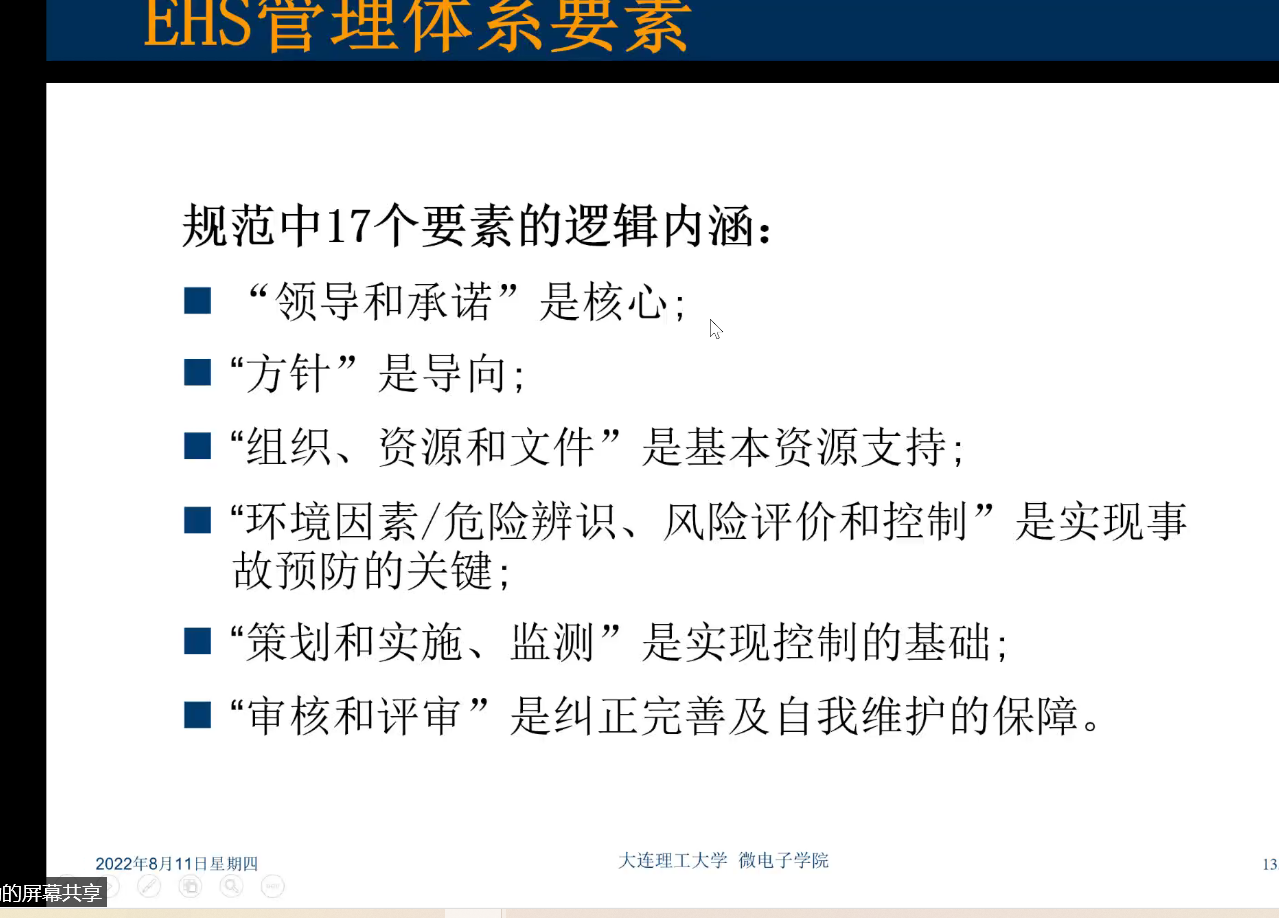 EHS管理体系要素
规范中17个要素的逻辑内涵：
“领导和承诺”是核心;
“方针”是导向;
“组织、资源和文件”是基本资源支持;
“环境因素/危险辨识、风险评价和控制”是实现事
故预防的关键;
“策划和实施、监测”是实现控制的基础;
“审核和评审”是纠正完善及自我维护的保障。
2022年8月11日星期四
大连理工大学 微电子学院
13
的屏幕共享